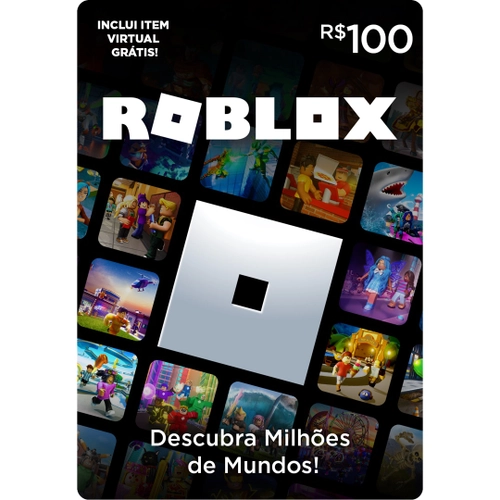 INCLUI ITEM
VIRTUAL
GRÁTIS!
R$100
ROBLOX
Descubra Milhões
de Mundos!